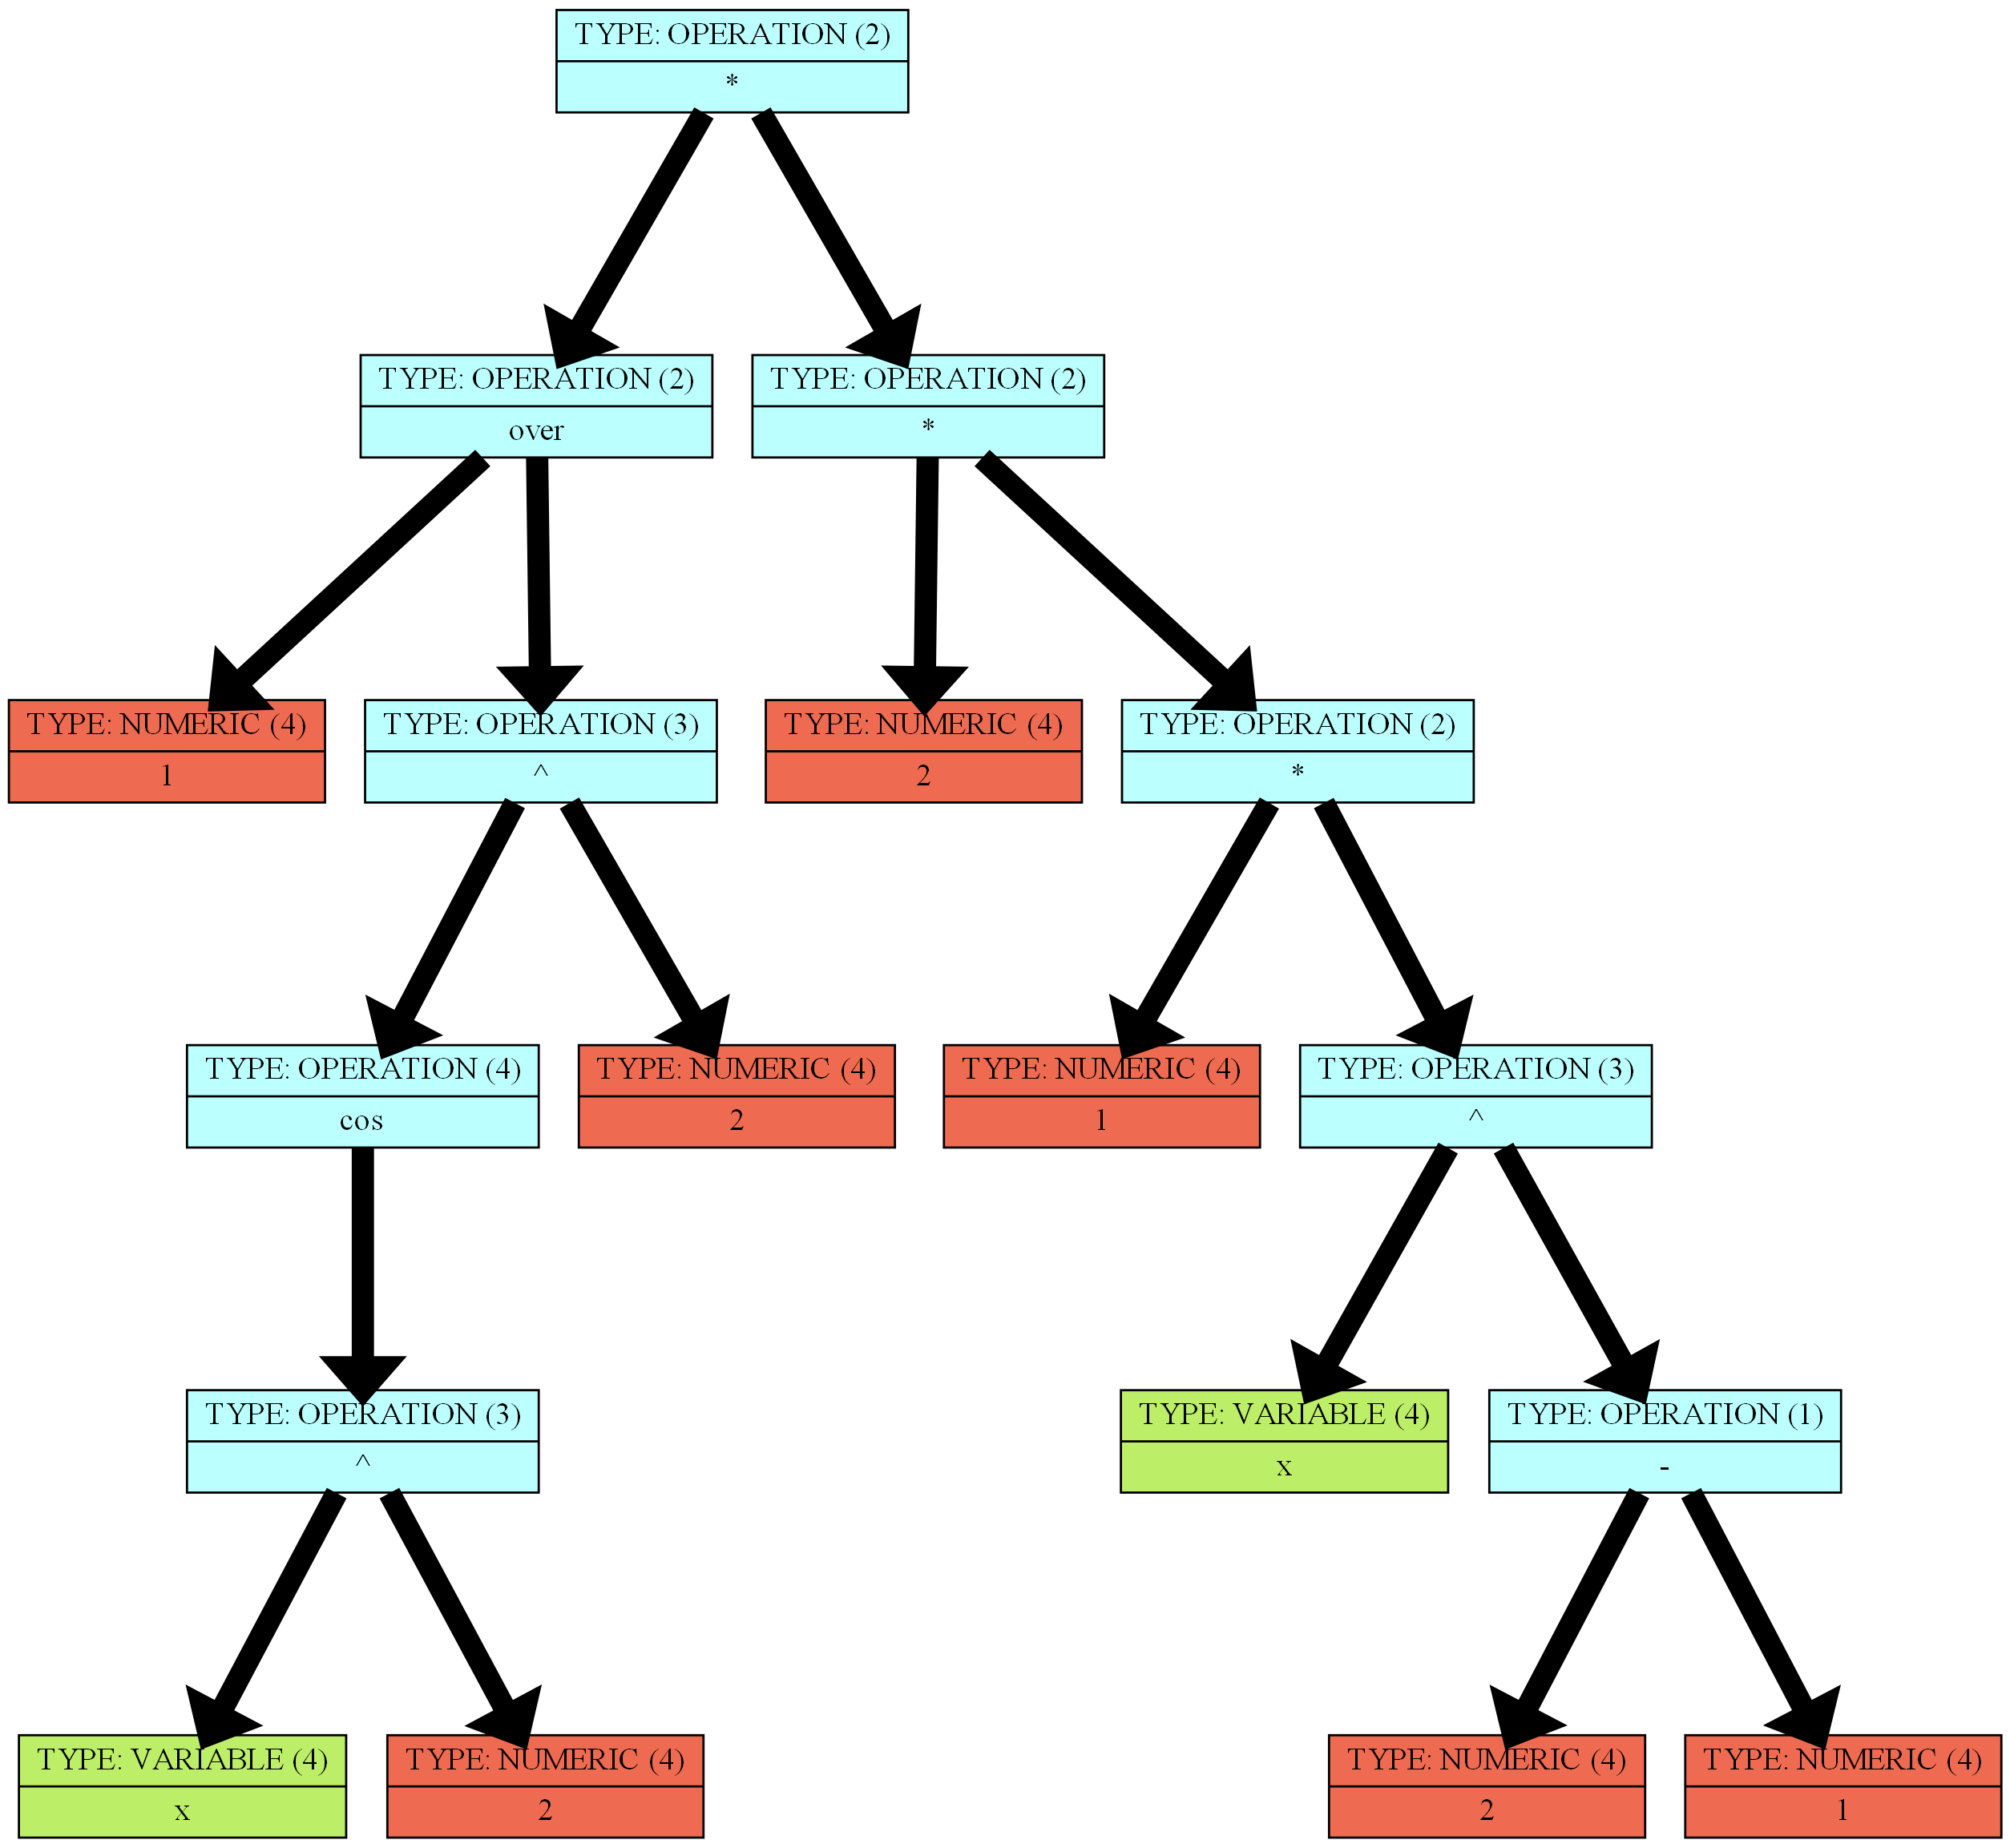 TYPE: OPERATION (2)
*
TYPE: OPERATION (2)
over
TYPE: OPERATION (2)
*
TYPE: NUMERIC (4)
1
TYPE: OPERATION (3)
^
TYPE: NUMERIC (4)
2
TYPE: OPERATION (2)
*
TYPE: OPERATION (4)
cos
TYPE: NUMERIC (4)
2
TYPE: NUMERIC (4)
1
TYPE: OPERATION (3)
^
TYPE: OPERATION (3)
^
TYPE: VARIABLE (4)
x
TYPE: OPERATION (1)
-
TYPE: VARIABLE (4)
x
TYPE: NUMERIC (4)
2
TYPE: NUMERIC (4)
2
TYPE: NUMERIC (4)
1